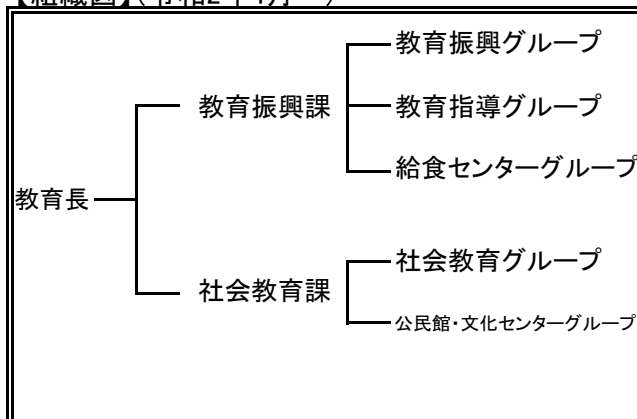 教育振興グループ
教育振興課
教育指導グループ
給食センターグループ
教育長
社会教育グループ
社会教育課
公民館・文化センターグループ